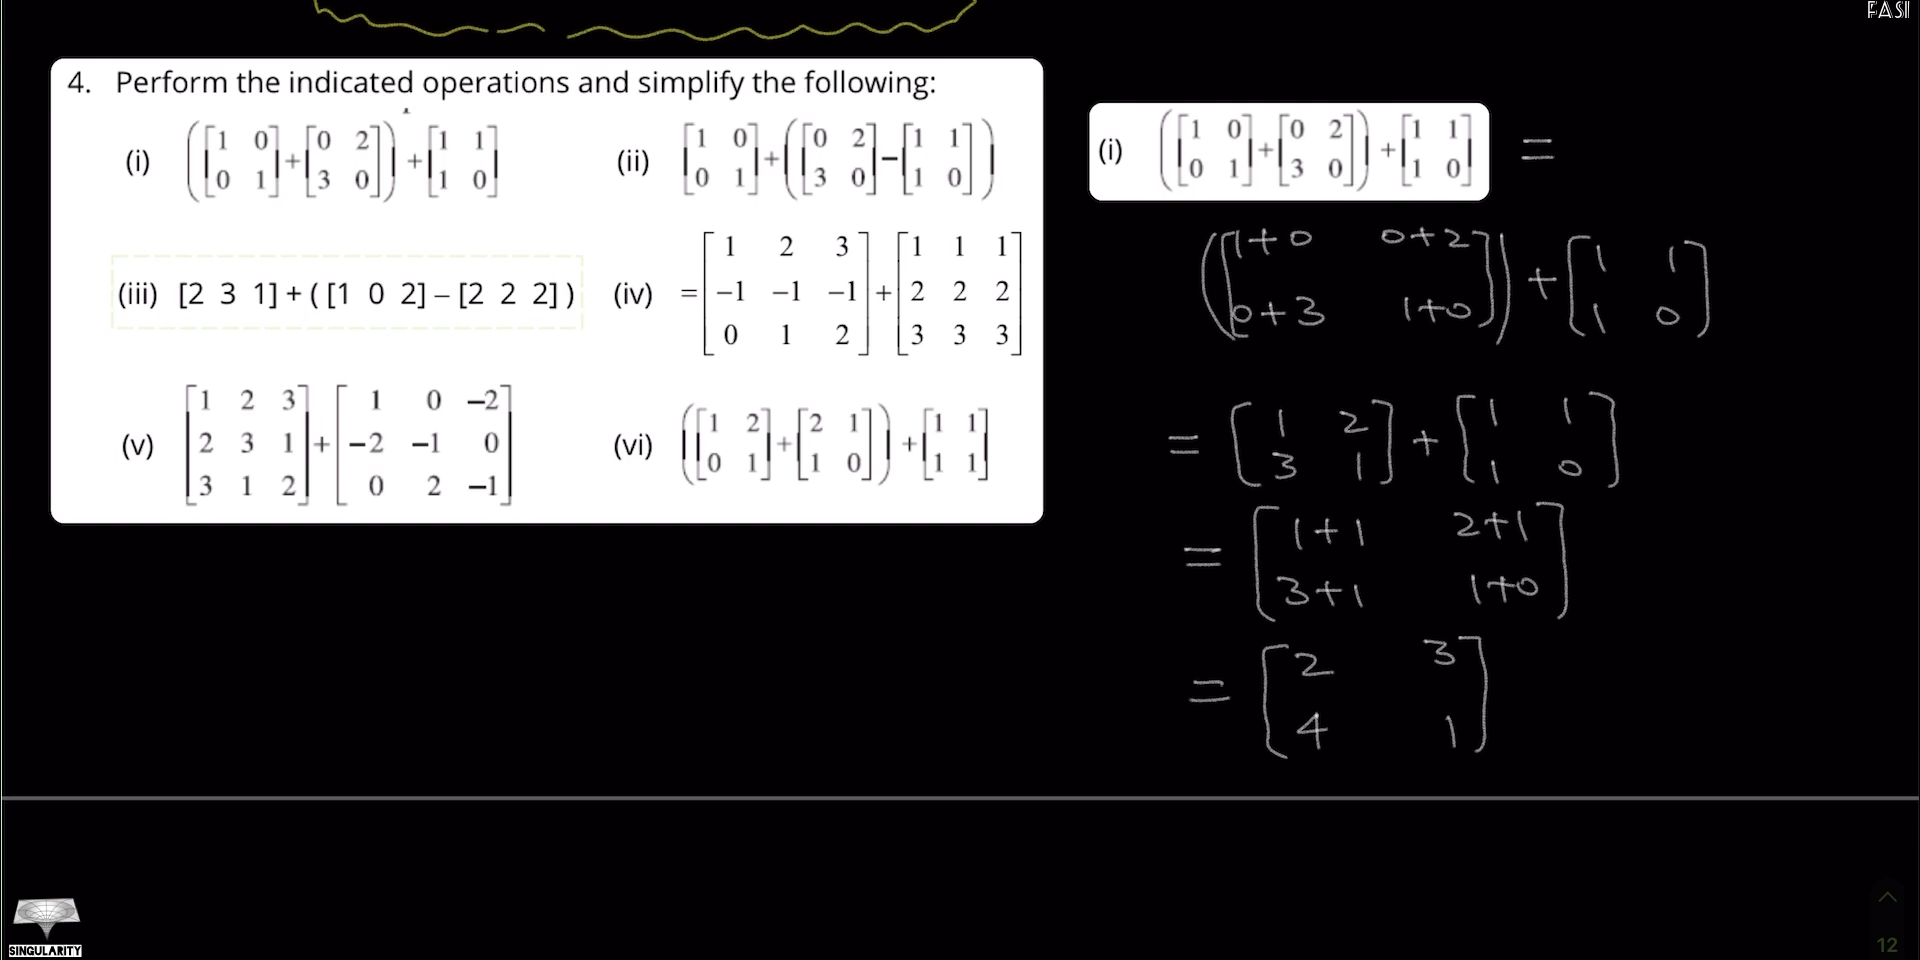 FASI
4. Perform the indicated operations and simplify the following:
(i) ([1 0; 0 1] + [0 2; 3 0]) + [1 1; 1 0]
(ii) [1 0; 0 1] + ([0 2; 3 0] − [1 1; 1 0])
(iii) [2 3 1] + ( [1 0 2] – [2 2 2] )
(iv) = [1 2 3; −1 −1 −1; 0 1 2] + [1 1 1; 2 2 2; 3 3 3]
(v) [1 2 3; 2 3 1; 3 1 2] + [1 0 −2; −2 −1 0; 0 2 −1]
(vi) ([1 2; 0 1] + [2 1; 1 0]) + [1 1; 1 1]
(i) ([1 0; 0 1] + [0 2; 3 0]) + [1 1; 1 0] =
([1+0 0+2; 0+3 1+0]) + [1 1; 1 0]
= [1 2; 3 1] + [1 1; 1 0]
= [1+1 2+1; 3+1 1+0]
= [2 3; 4 1]
SINGULARITY
12